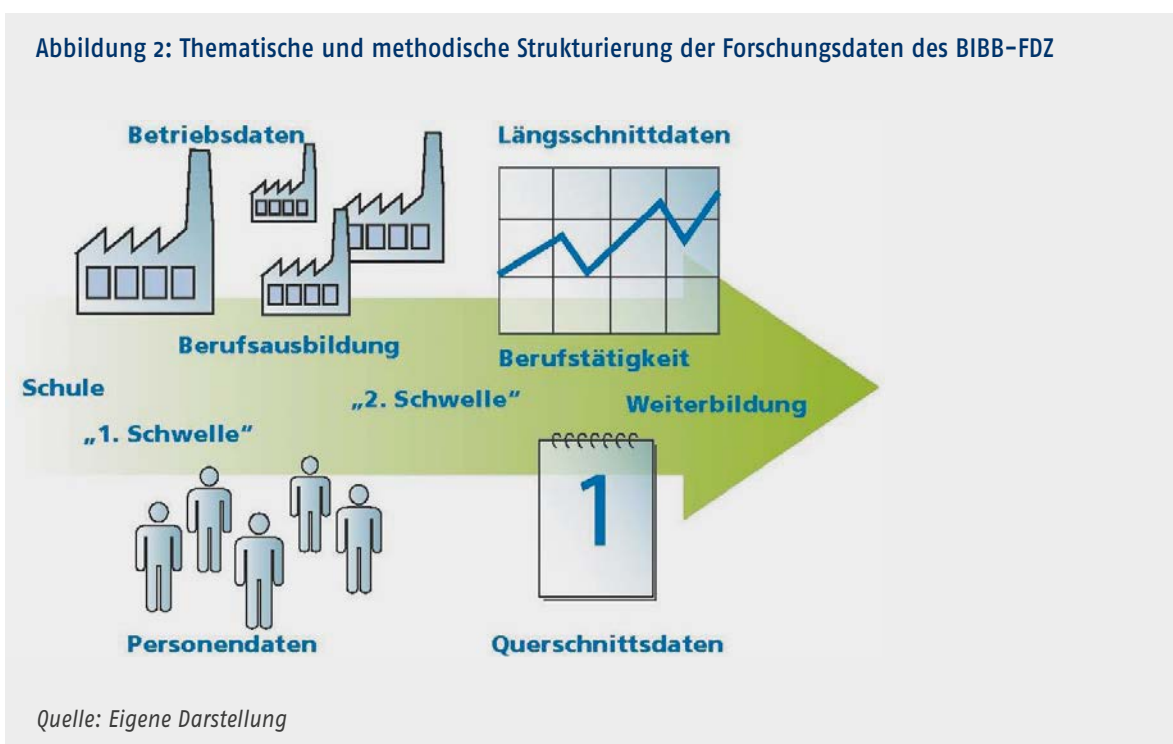 Abbildung 2: Thematische und methodische Strukturierung der Forschungsdaten des BIBB-FDZ
Betriebsdaten
Längsschnittdaten
Berufsausbildung
Berufstätigkeit
Schule
„2. Schwelle“
Weiterbildung
„1. Schwelle“
1
Personendaten
Querschnittsdaten
Quelle: Eigene Darstellung